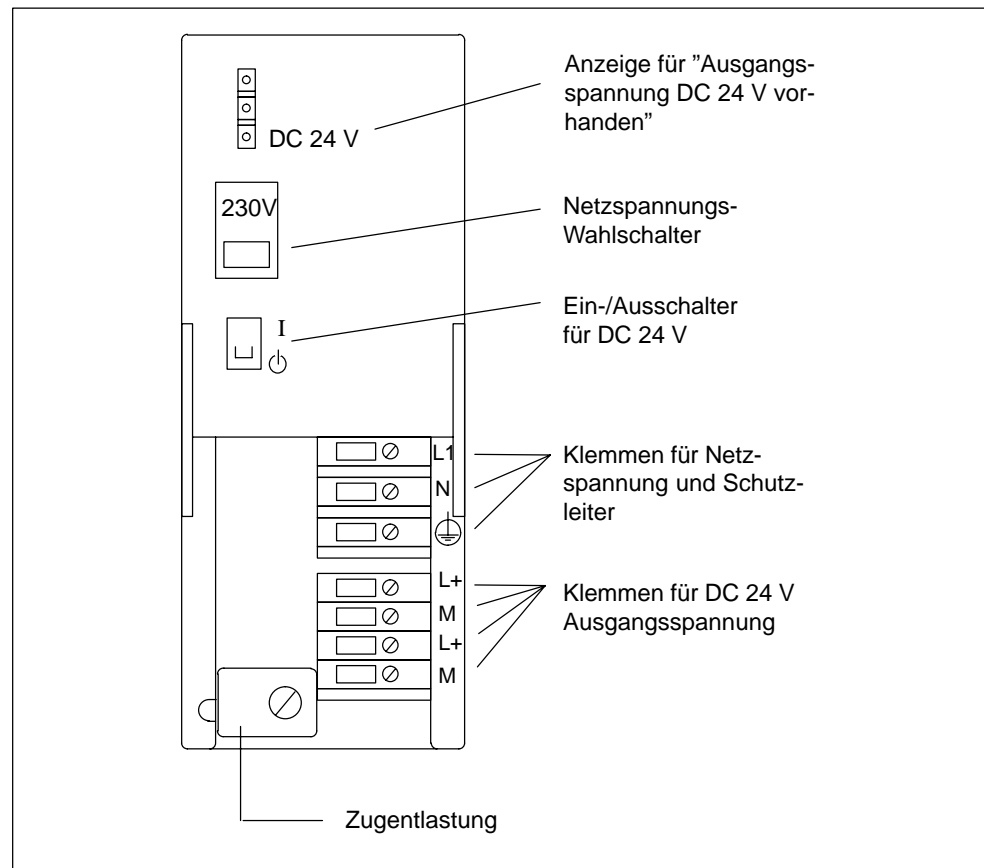 Anzeige für ”Ausgangs-
spannung DC 24 V vor-
handen”
DC 24 V
230V
Netzspannungs-
Wahlschalter
I
Ein-/Ausschalter
für DC 24 V
L1
N
Klemmen für Netz-
spannung und Schutz-
leiter
L+
M
L+
M
Klemmen für DC 24 V
Ausgangsspannung
Zugentlastung